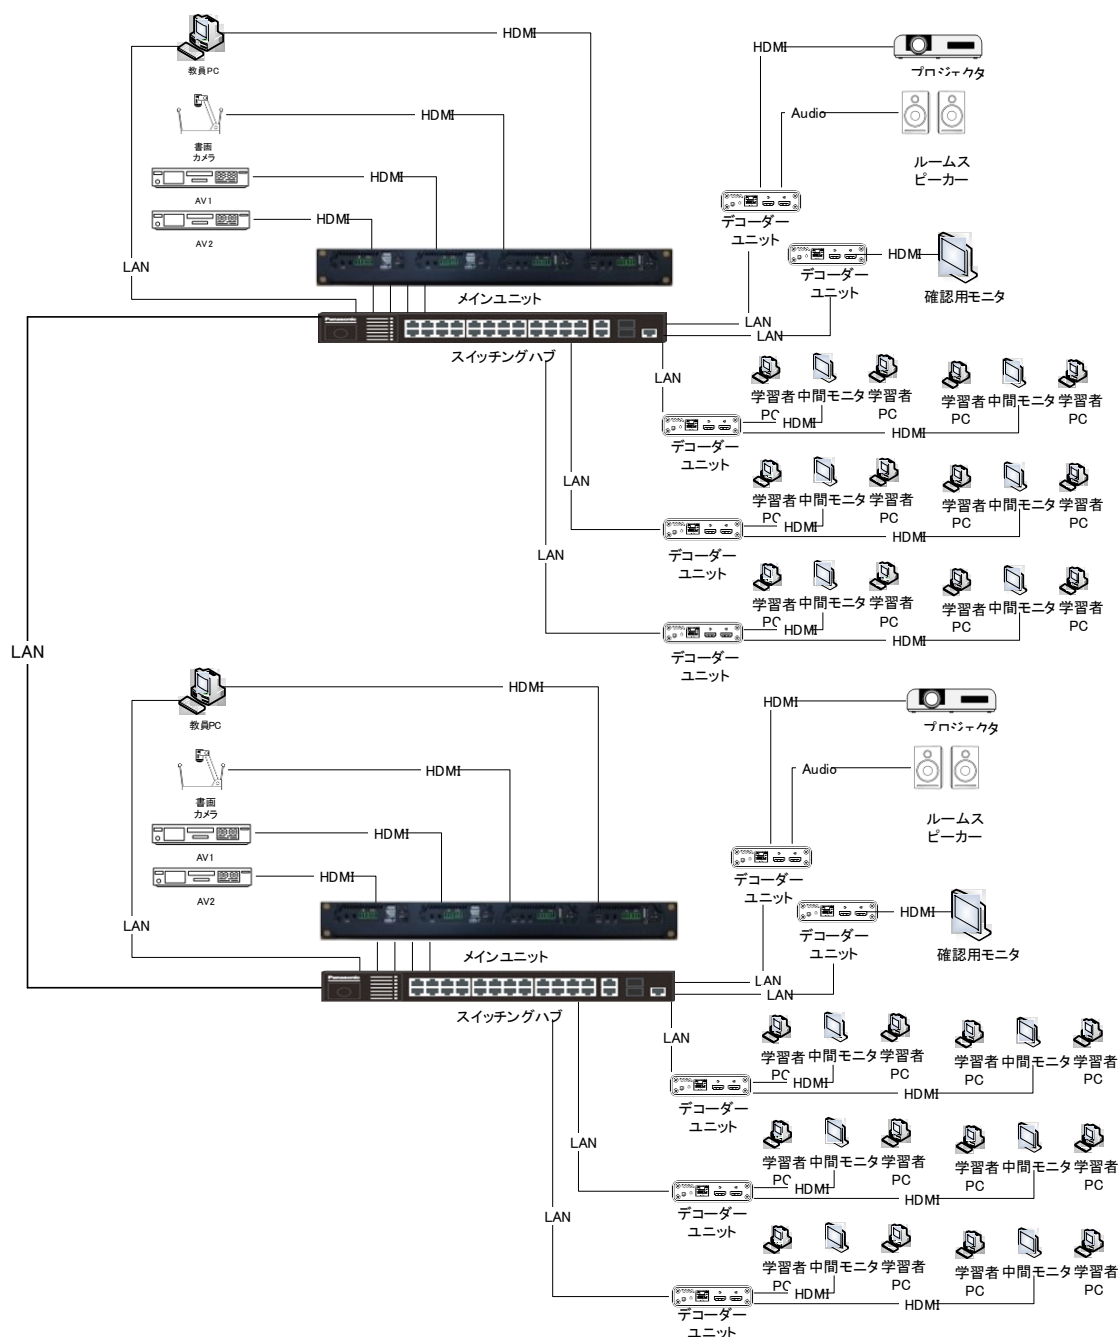 HDMI
教員PC
HDMI
プロジェクタ
HDMI
Audio
書画
カメラ
ルームス
ピーカー
HDMI
AV1
HDMI
AV2
デコーダー
ユニット
HDMI
LAN
デコーダー
ユニット
確認用モニタ
メインユニット
Panasonic
LAN
LAN
スイッチングハブ
LAN
学習者
PC
中間モニタ
学習者
PC
学習者
PC
中間モニタ
学習者
PC
HDMI
HDMI
デコーダー
ユニット
LAN
学習者
PC
中間モニタ
学習者
PC
学習者
PC
中間モニタ
学習者
PC
HDMI
HDMI
デコーダー
ユニット
LAN
学習者
PC
中間モニタ
学習者
PC
学習者
PC
中間モニタ
学習者
PC
HDMI
HDMI
デコーダー
ユニット
LAN
HDMI
教員PC
HDMI
プロジェクタ
HDMI
Audio
書画
カメラ
ルームス
ピーカー
HDMI
AV1
HDMI
AV2
デコーダー
ユニット
HDMI
LAN
デコーダー
ユニット
確認用モニタ
メインユニット
Panasonic
LAN
LAN
スイッチングハブ
LAN
学習者
PC
中間モニタ
学習者
PC
学習者
PC
中間モニタ
学習者
PC
HDMI
HDMI
デコーダー
ユニット
LAN
学習者
PC
中間モニタ
学習者
PC
学習者
PC
中間モニタ
学習者
PC
HDMI
HDMI
デコーダー
ユニット
LAN
学習者
PC
中間モニタ
学習者
PC
学習者
PC
中間モニタ
学習者
PC
HDMI
HDMI
デコーダー
ユニット